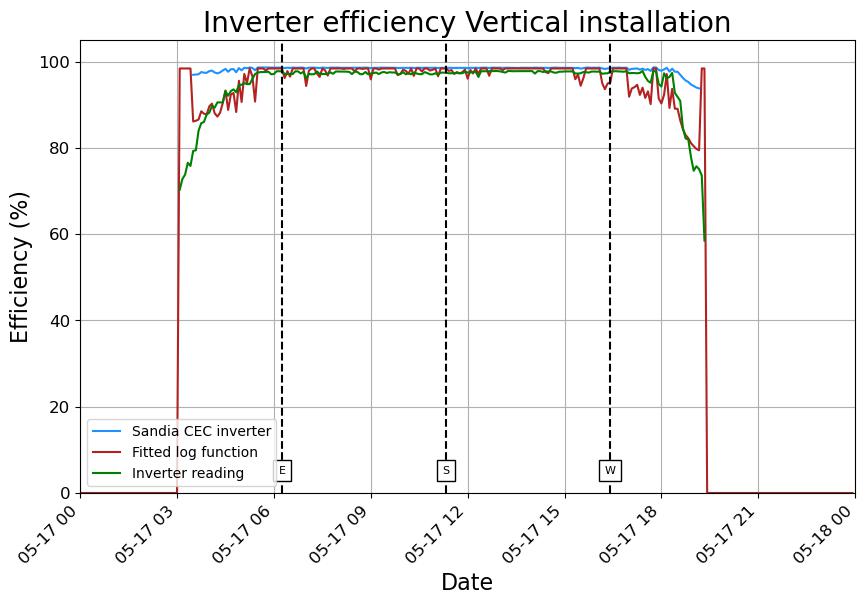 Inverter efficiency Vertical installation
Efficiency (%)
100
80
60
40
20
0
Sandia CEC inverter
Fitted log function
Inverter reading
E
S
W
05-17 00
05-17 03
05-17 06
05-17 09
05-17 12
05-17 15
05-17 18
05-17 21
05-18 00
Date